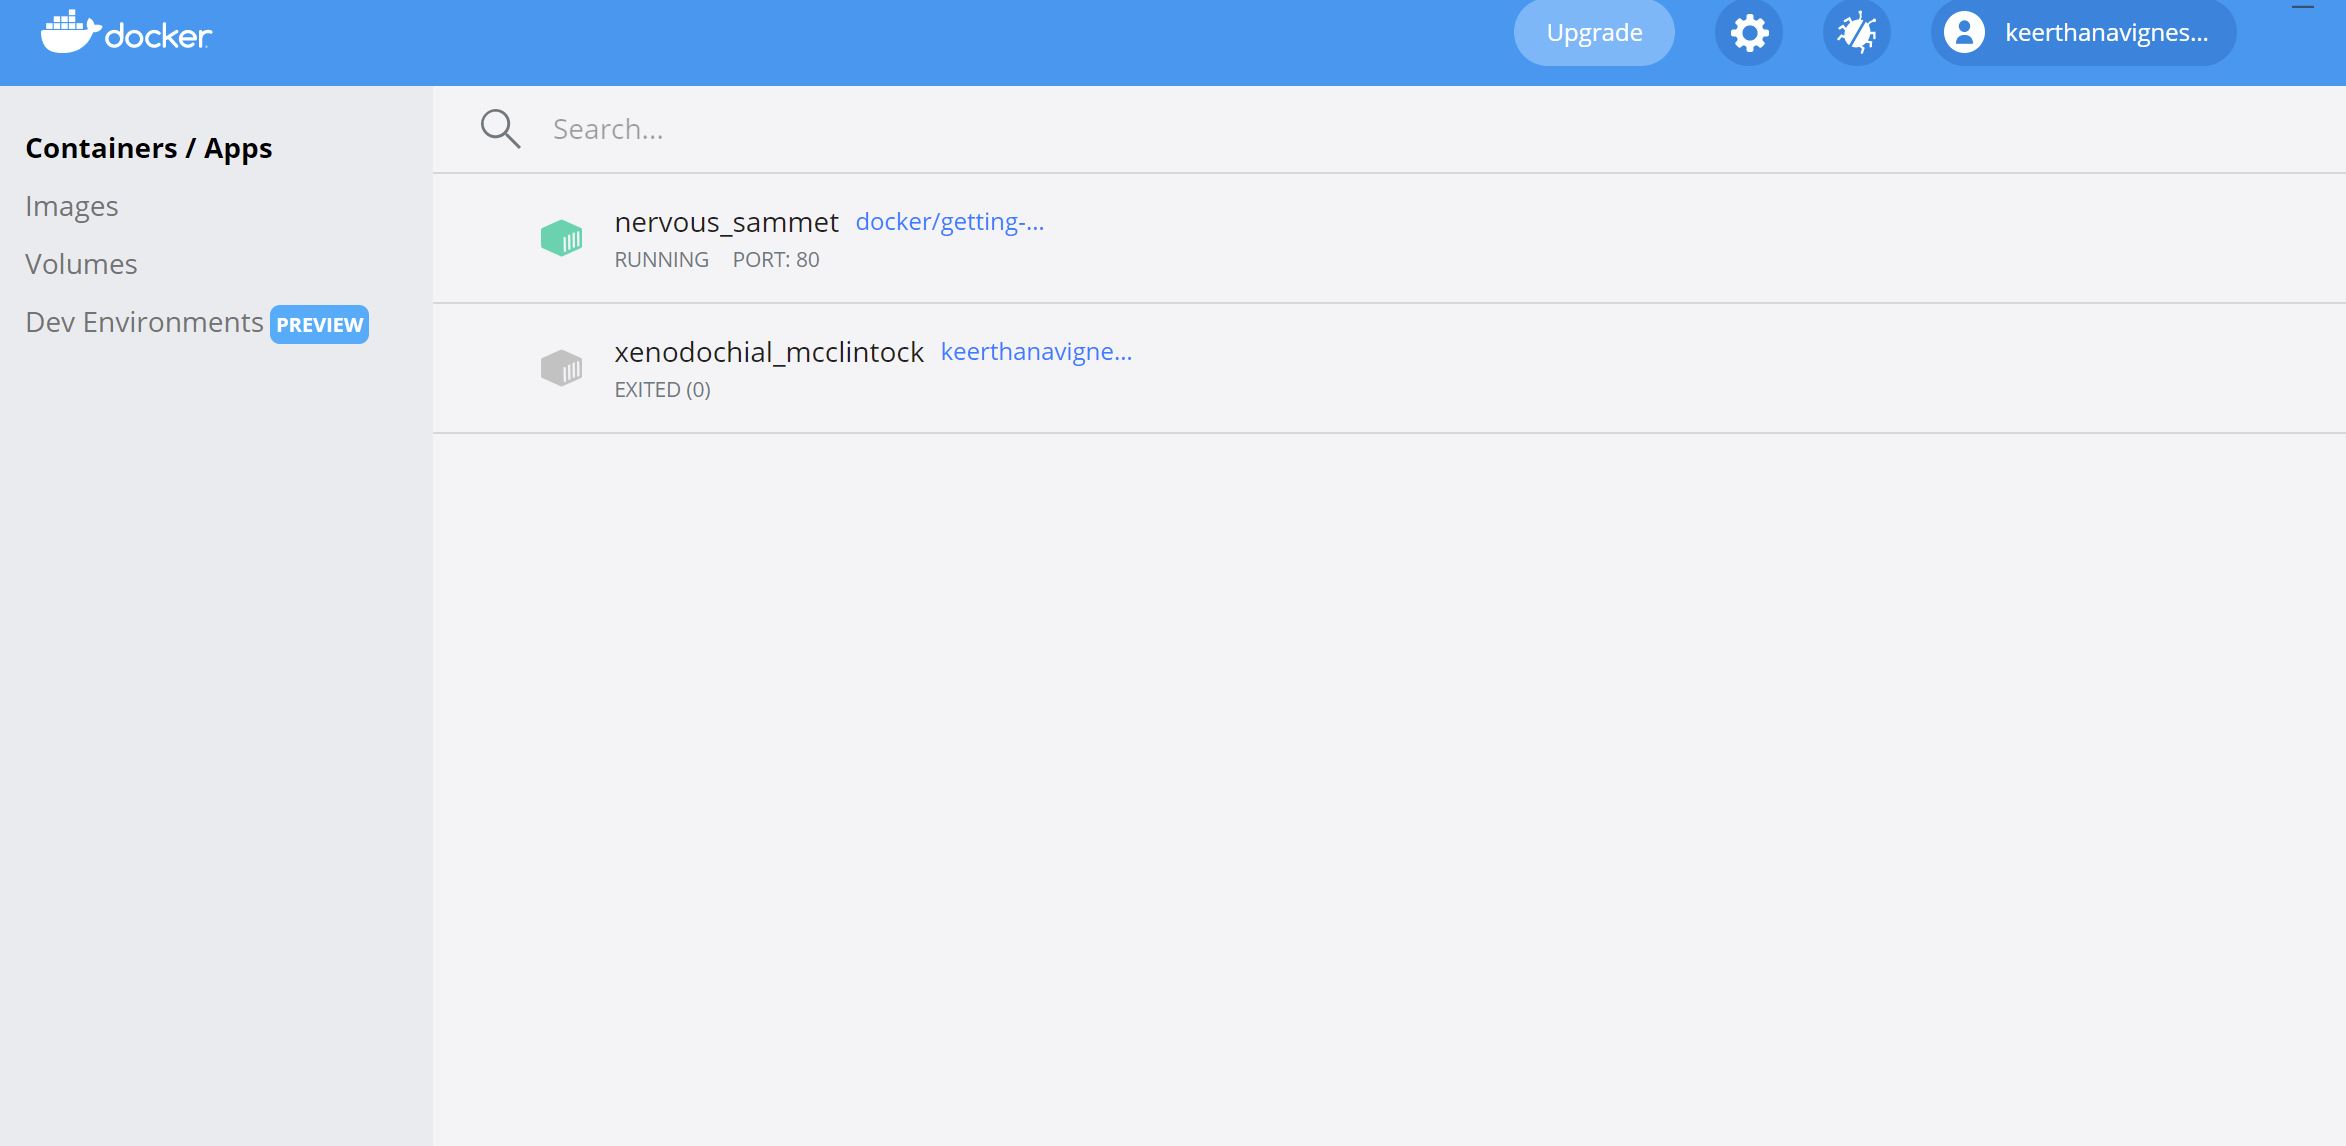 docker
Upgrade
keerthanavignes...
Containers / Apps
Images
Volumes
Dev Environments PREVIEW
Search...
nervous_sammet docker/getting-...
RUNNING PORT: 80
xenodochial_mcclintock keerthanavigne...
EXITED (0)